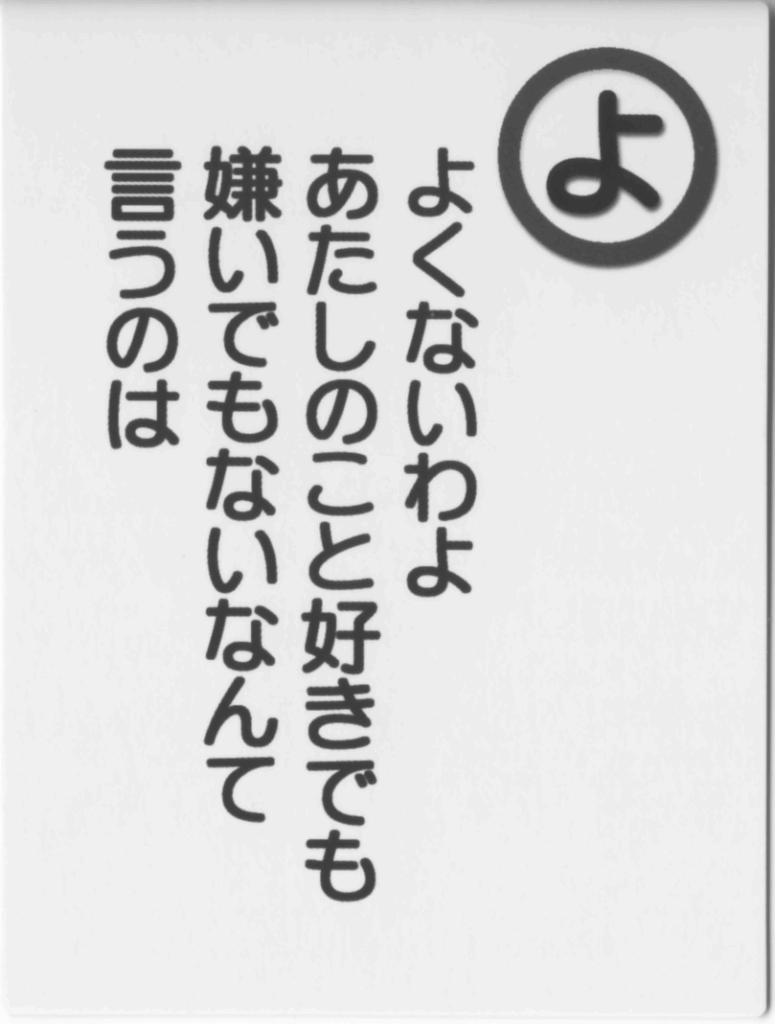 よ
よくないわよ
あたしのこと好きでも
嫌いでもないなんて
言うのは